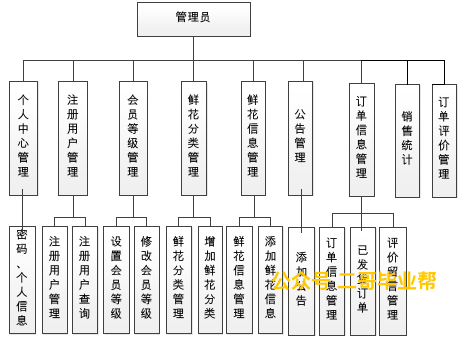 管理员
个人中心管理
注册用户管理
会员等级管理
鲜花分类管理
鲜花信息管理
公告管理
订单信息管理
销售统计
订单评价管理
密码、个人信息
注册用户管理
注册用户查询
设置会员等级
修改会员等级
鲜花分类管理
增加鲜花分类
鲜花信息管理
添加鲜花信息
添加公告
订单信息管理
已发货订单
评价留言管理
公众号:二哥毕业帮